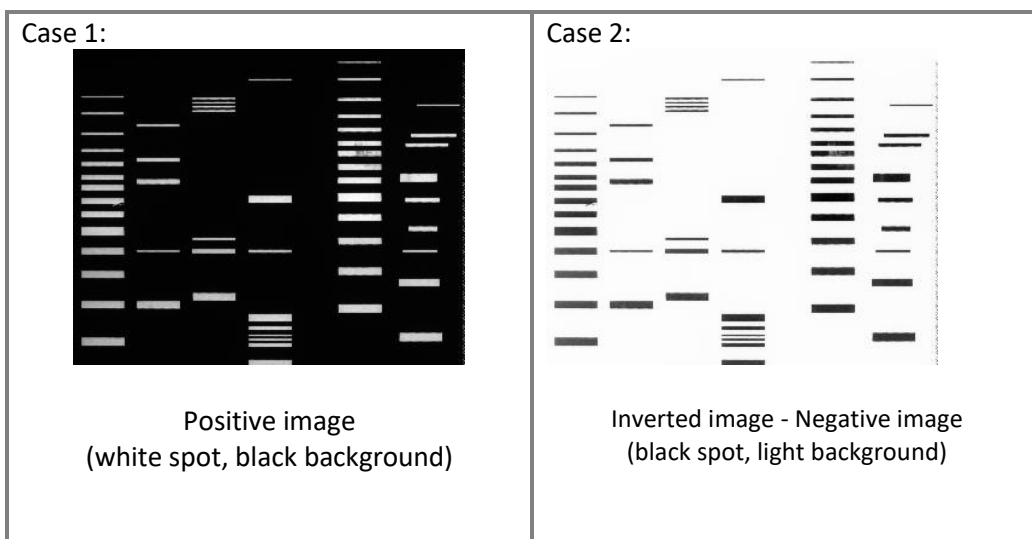 Case 1:
Positive image
(white spot, black background)
Case 2:
Inverted image - Negative image
(black spot, light background)